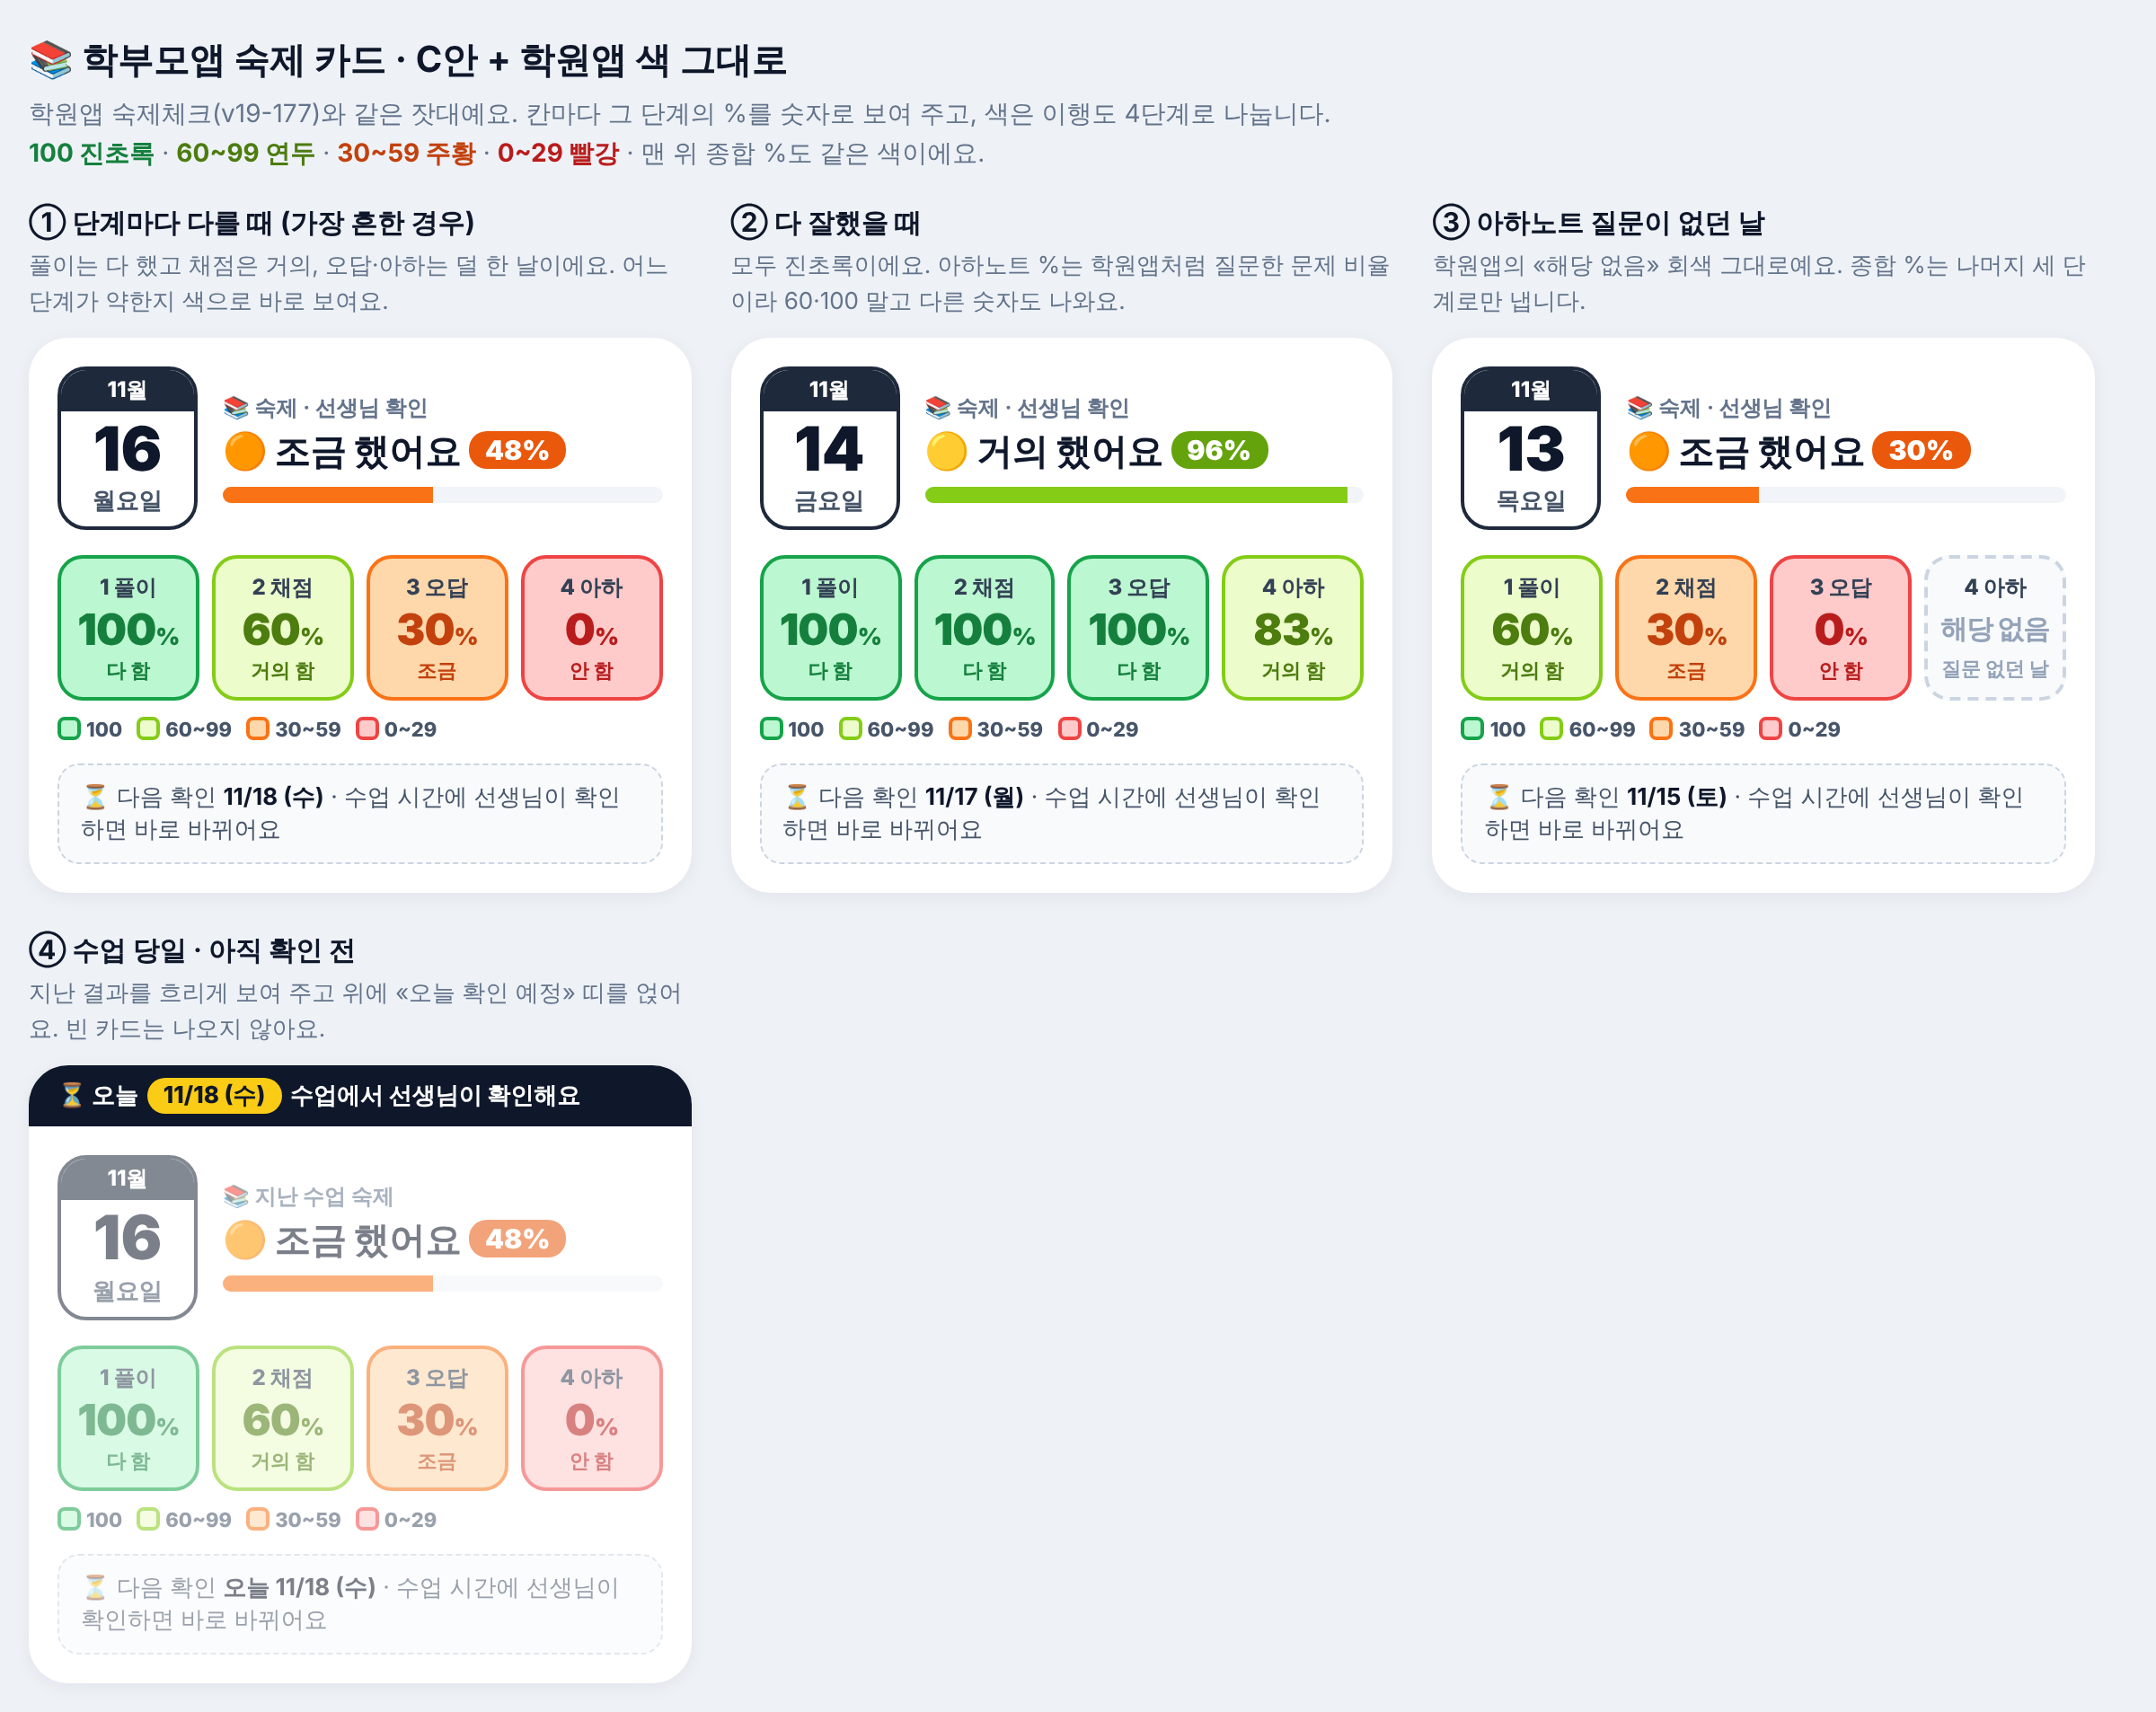 📚 학부모앱 숙제 카드 · C안 + 학원앱 색 그대로
학원앱 숙제체크(v19-177)와 같은 잣대예요. 칸마다 그 단계의 %를 숫자로 보여 주고, 색은 이행도 4단계로 나눕니다.
100 진초록 · 60~99 연두 · 30~59 주황 · 0~29 빨강 · 맨 위 종합 %도 같은 색이에요.
① 단계마다 다를 때 (가장 흔한 경우)
풀이는 다 했고 채점은 거의, 오답·아하는 덜 한 날이에요. 어느
단계가 약한지 색으로 바로 보여요.
11월
16
월요일
📚 숙제 · 선생님 확인
🟠 조금 했어요 48%
1 풀이
100%
다 함
2 채점
60%
거의 함
3 오답
30%
조금
4 아하
0%
안 함
100 60~99 30~59 0~29
⏳ 다음 확인 11/18 (수) · 수업 시간에 선생님이 확인
하면 바로 바뀌어요
② 다 잘했을 때
모두 진초록이에요. 아하노트 %는 학원앱처럼 질문한 문제 비율
이라 60·100 말고 다른 숫자도 나와요.
11월
14
금요일
📚 숙제 · 선생님 확인
🟡 거의 했어요 96%
1 풀이
100%
다 함
2 채점
100%
다 함
3 오답
100%
다 함
4 아하
83%
거의 함
100 60~99 30~59 0~29
⏳ 다음 확인 11/17 (월) · 수업 시간에 선생님이 확인
하면 바로 바뀌어요
③ 아하노트 질문이 없던 날
학원앱의 «해당 없음» 회색 그대로예요. 종합 %는 나머지 세 단
계로만 냅니다.
11월
13
목요일
📚 숙제 · 선생님 확인
🟠 조금 했어요 30%
1 풀이
60%
거의 함
2 채점
30%
조금
3 오답
0%
안 함
4 아하
해당 없음
질문 없던 날
100 60~99 30~59 0~29
⏳ 다음 확인 11/15 (토) · 수업 시간에 선생님이 확인
하면 바로 바뀌어요
④ 수업 당일 · 아직 확인 전
지난 결과를 흐리게 보여 주고 위에 «오늘 확인 예정» 띠를 얹어
요. 빈 카드는 나오지 않아요.
⏳ 오늘 11/18 (수) 수업에서 선생님이 확인해요
11월
16
월요일
📚 지난 수업 숙제
🟠 조금 했어요 48%
1 풀이
100%
다 함
2 채점
60%
거의 함
3 오답
30%
조금
4 아하
0%
안 함
100 60~99 30~59 0~29
⏳ 다음 확인 오늘 11/18 (수) · 수업 시간에 선생님이
확인하면 바로 바뀌어요